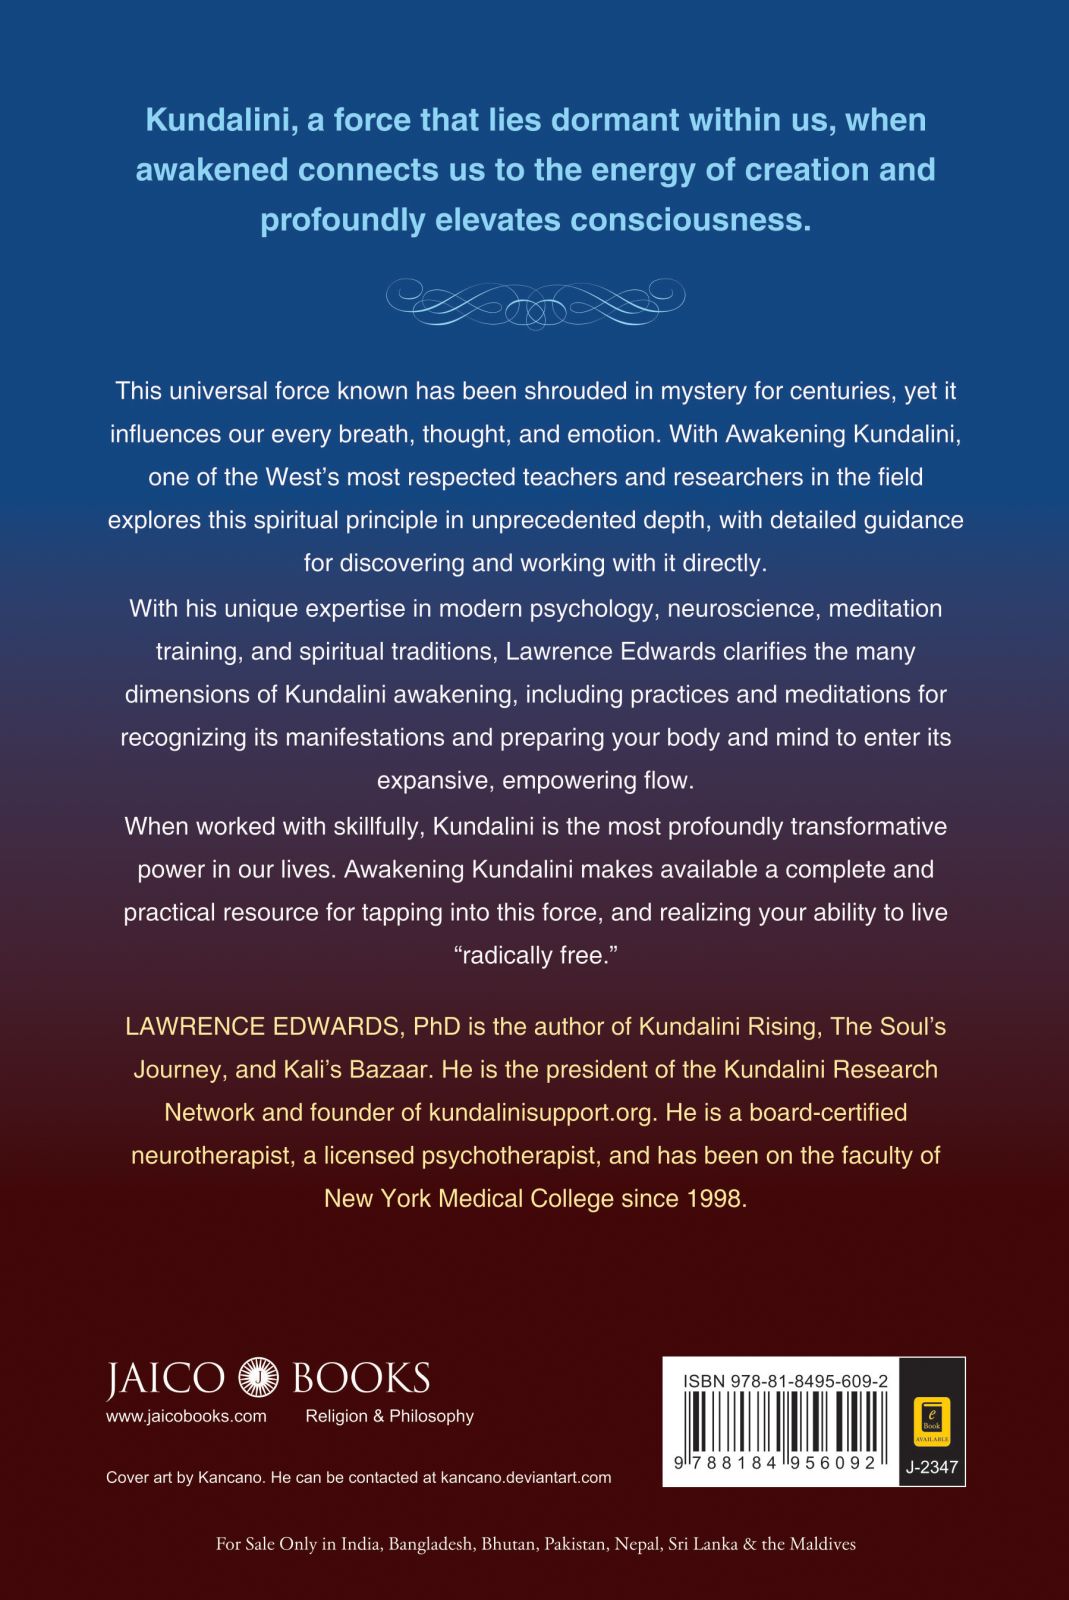 Kundalini, a force that lies dormant within us, when
awakened connects us to the energy of creation and
profoundly elevates consciousness.
This universal force known has been shrouded in mystery for centuries, yet it
influences our every breath, thought, and emotion. With Awakening Kundalini,
one of the West’s most respected teachers and researchers in the field
explores this spiritual principle in unprecedented depth, with detailed guidance
for discovering and working with it directly.
With his unique expertise in modern psychology, neuroscience, meditation
training, and spiritual traditions, Lawrence Edwards clarifies the many
dimensions of Kundalini awakening, including practices and meditations for
recognizing its manifestations and preparing your body and mind to enter its
expansive, empowering flow.
When worked with skillfully, Kundalini is the most profoundly transformative
power in our lives. Awakening Kundalini makes available a complete and
practical resource for tapping into this force, and realizing your ability to live
“radically free.”
LAWRENCE EDWARDS, PhD is the author of Kundalini Rising, The Soul’s
Journey, and Kali’s Bazaar. He is the president of the Kundalini Research
Network and founder of kundalinisupport.org. He is a board-certified
neurotherapist, a licensed psychotherapist, and has been on the faculty of
New York Medical College since 1998.
JAICO J BOOKS
www.jaicobooks.com Religion & Philosophy
Cover art by Kancano. He can be contacted at kancano.deviantart.com
ISBN 978-81-8495-609-2
9 788184 956092
e
Book
AVAILABLE
J-2347
For Sale Only in India, Bangladesh, Bhutan, Pakistan, Nepal, Sri Lanka & the Maldives